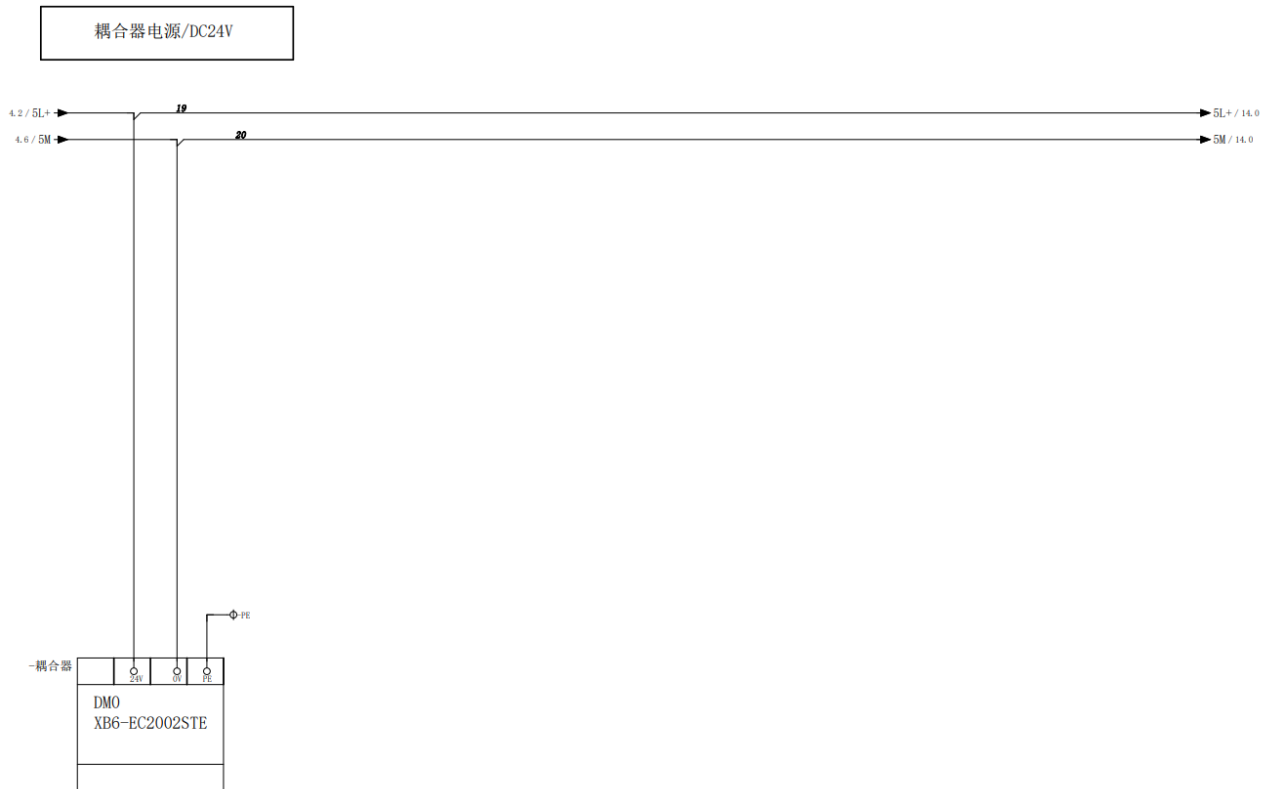 耦合器电源/DC24V
4.2 / 5L+
19
5L+ / 14.0
4.6 / 5M
20
5M / 14.0
PE
-耦合器
24V
0V
PE
DMO
XB6-EC2002STE